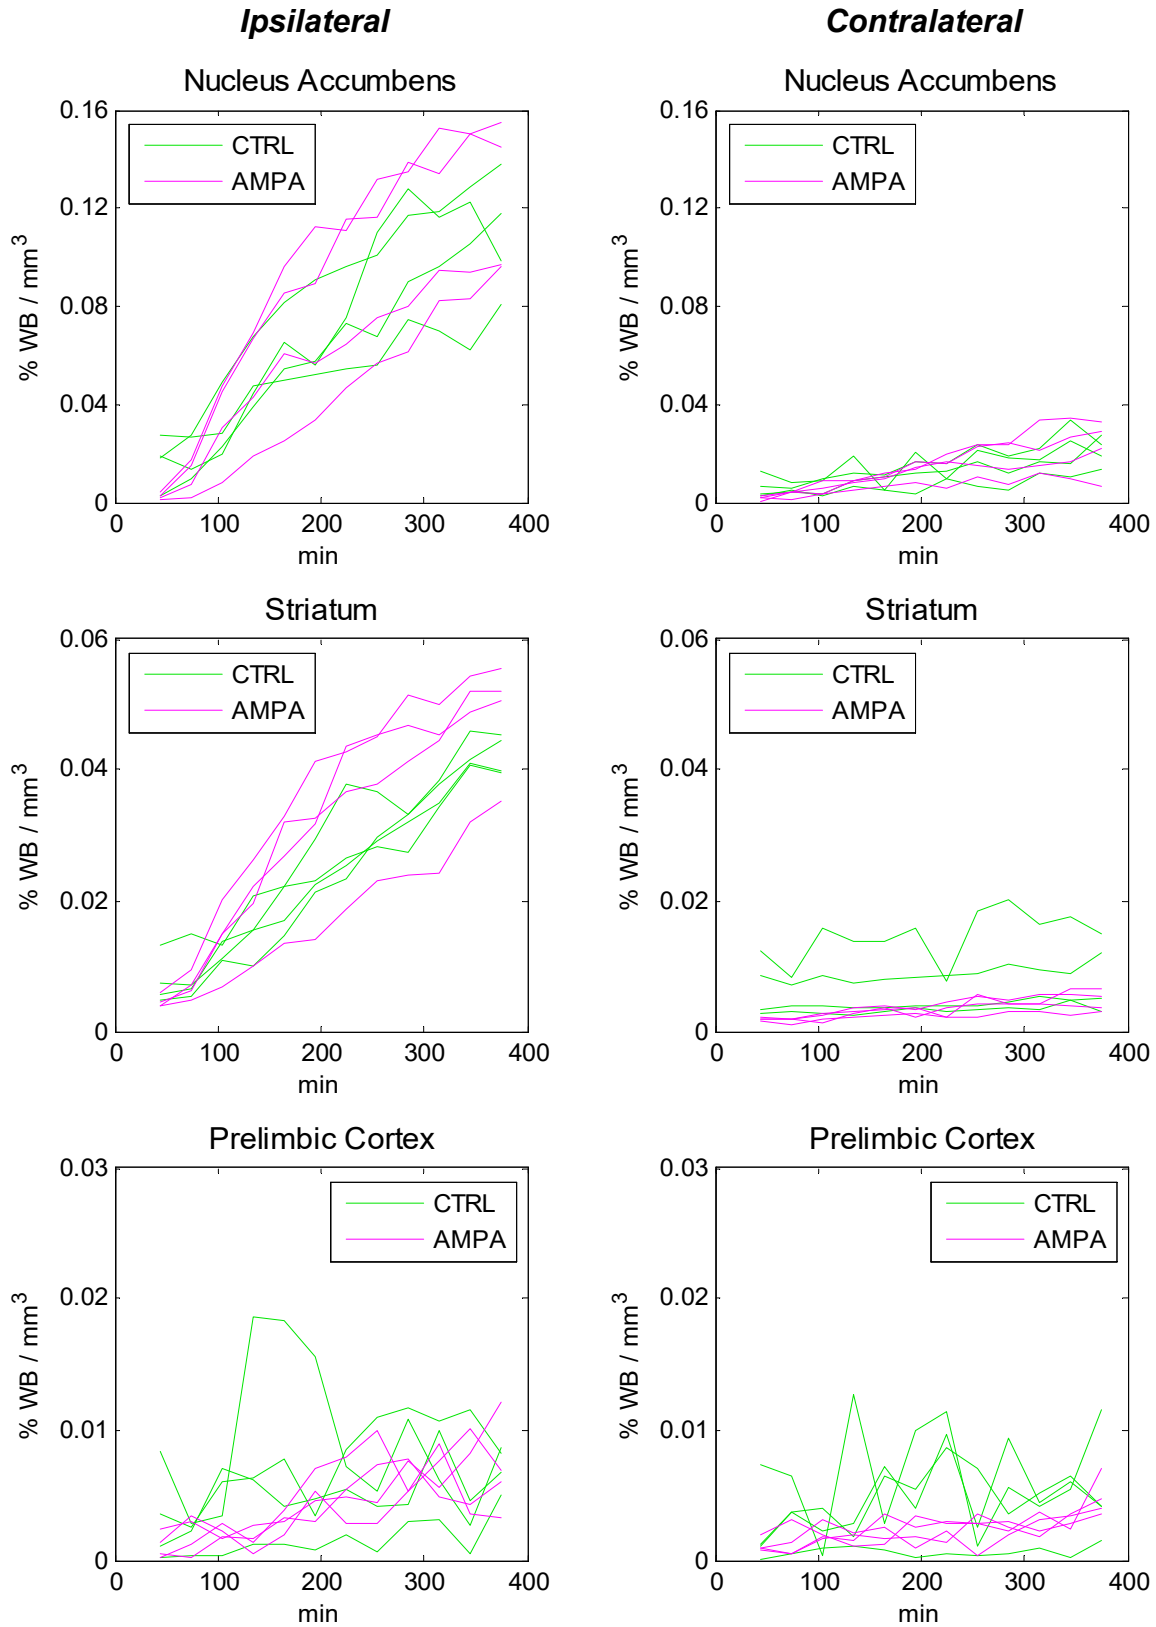 Ipsilateral
Contralateral
Nucleus Accumbens
0.16
0.12
0.08
0.04
0
% WB / mm³
CTRL
AMPA
0 100 200 300 400
min
Nucleus Accumbens
0.16
0.12
0.08
0.04
0
% WB / mm³
CTRL
AMPA
0 100 200 300 400
min
Striatum
0.06
0.04
0.02
0
% WB / mm³
CTRL
AMPA
0 100 200 300 400
min
Striatum
0.06
0.04
0.02
0
% WB / mm³
CTRL
AMPA
0 100 200 300 400
min
Prelimbic Cortex
0.03
0.02
0.01
0
% WB / mm³
CTRL
AMPA
0 100 200 300 400
min
Prelimbic Cortex
0.03
0.02
0.01
0
% WB / mm³
CTRL
AMPA
0 100 200 300 400
min